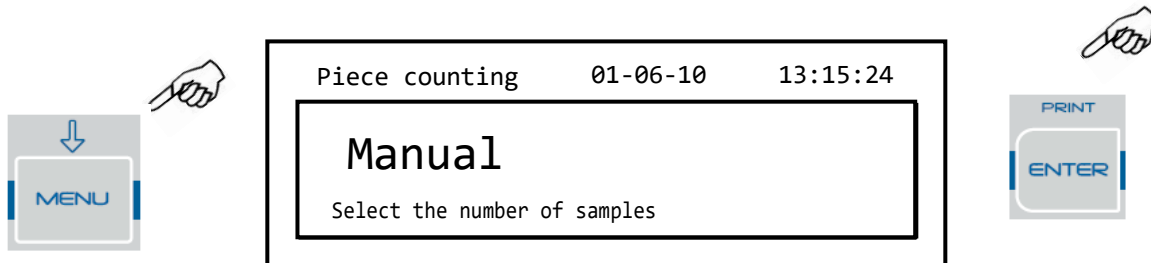 Piece counting 01-06-10 13:15:24
Manual
Select the number of samples
MENU
PRINT
ENTER